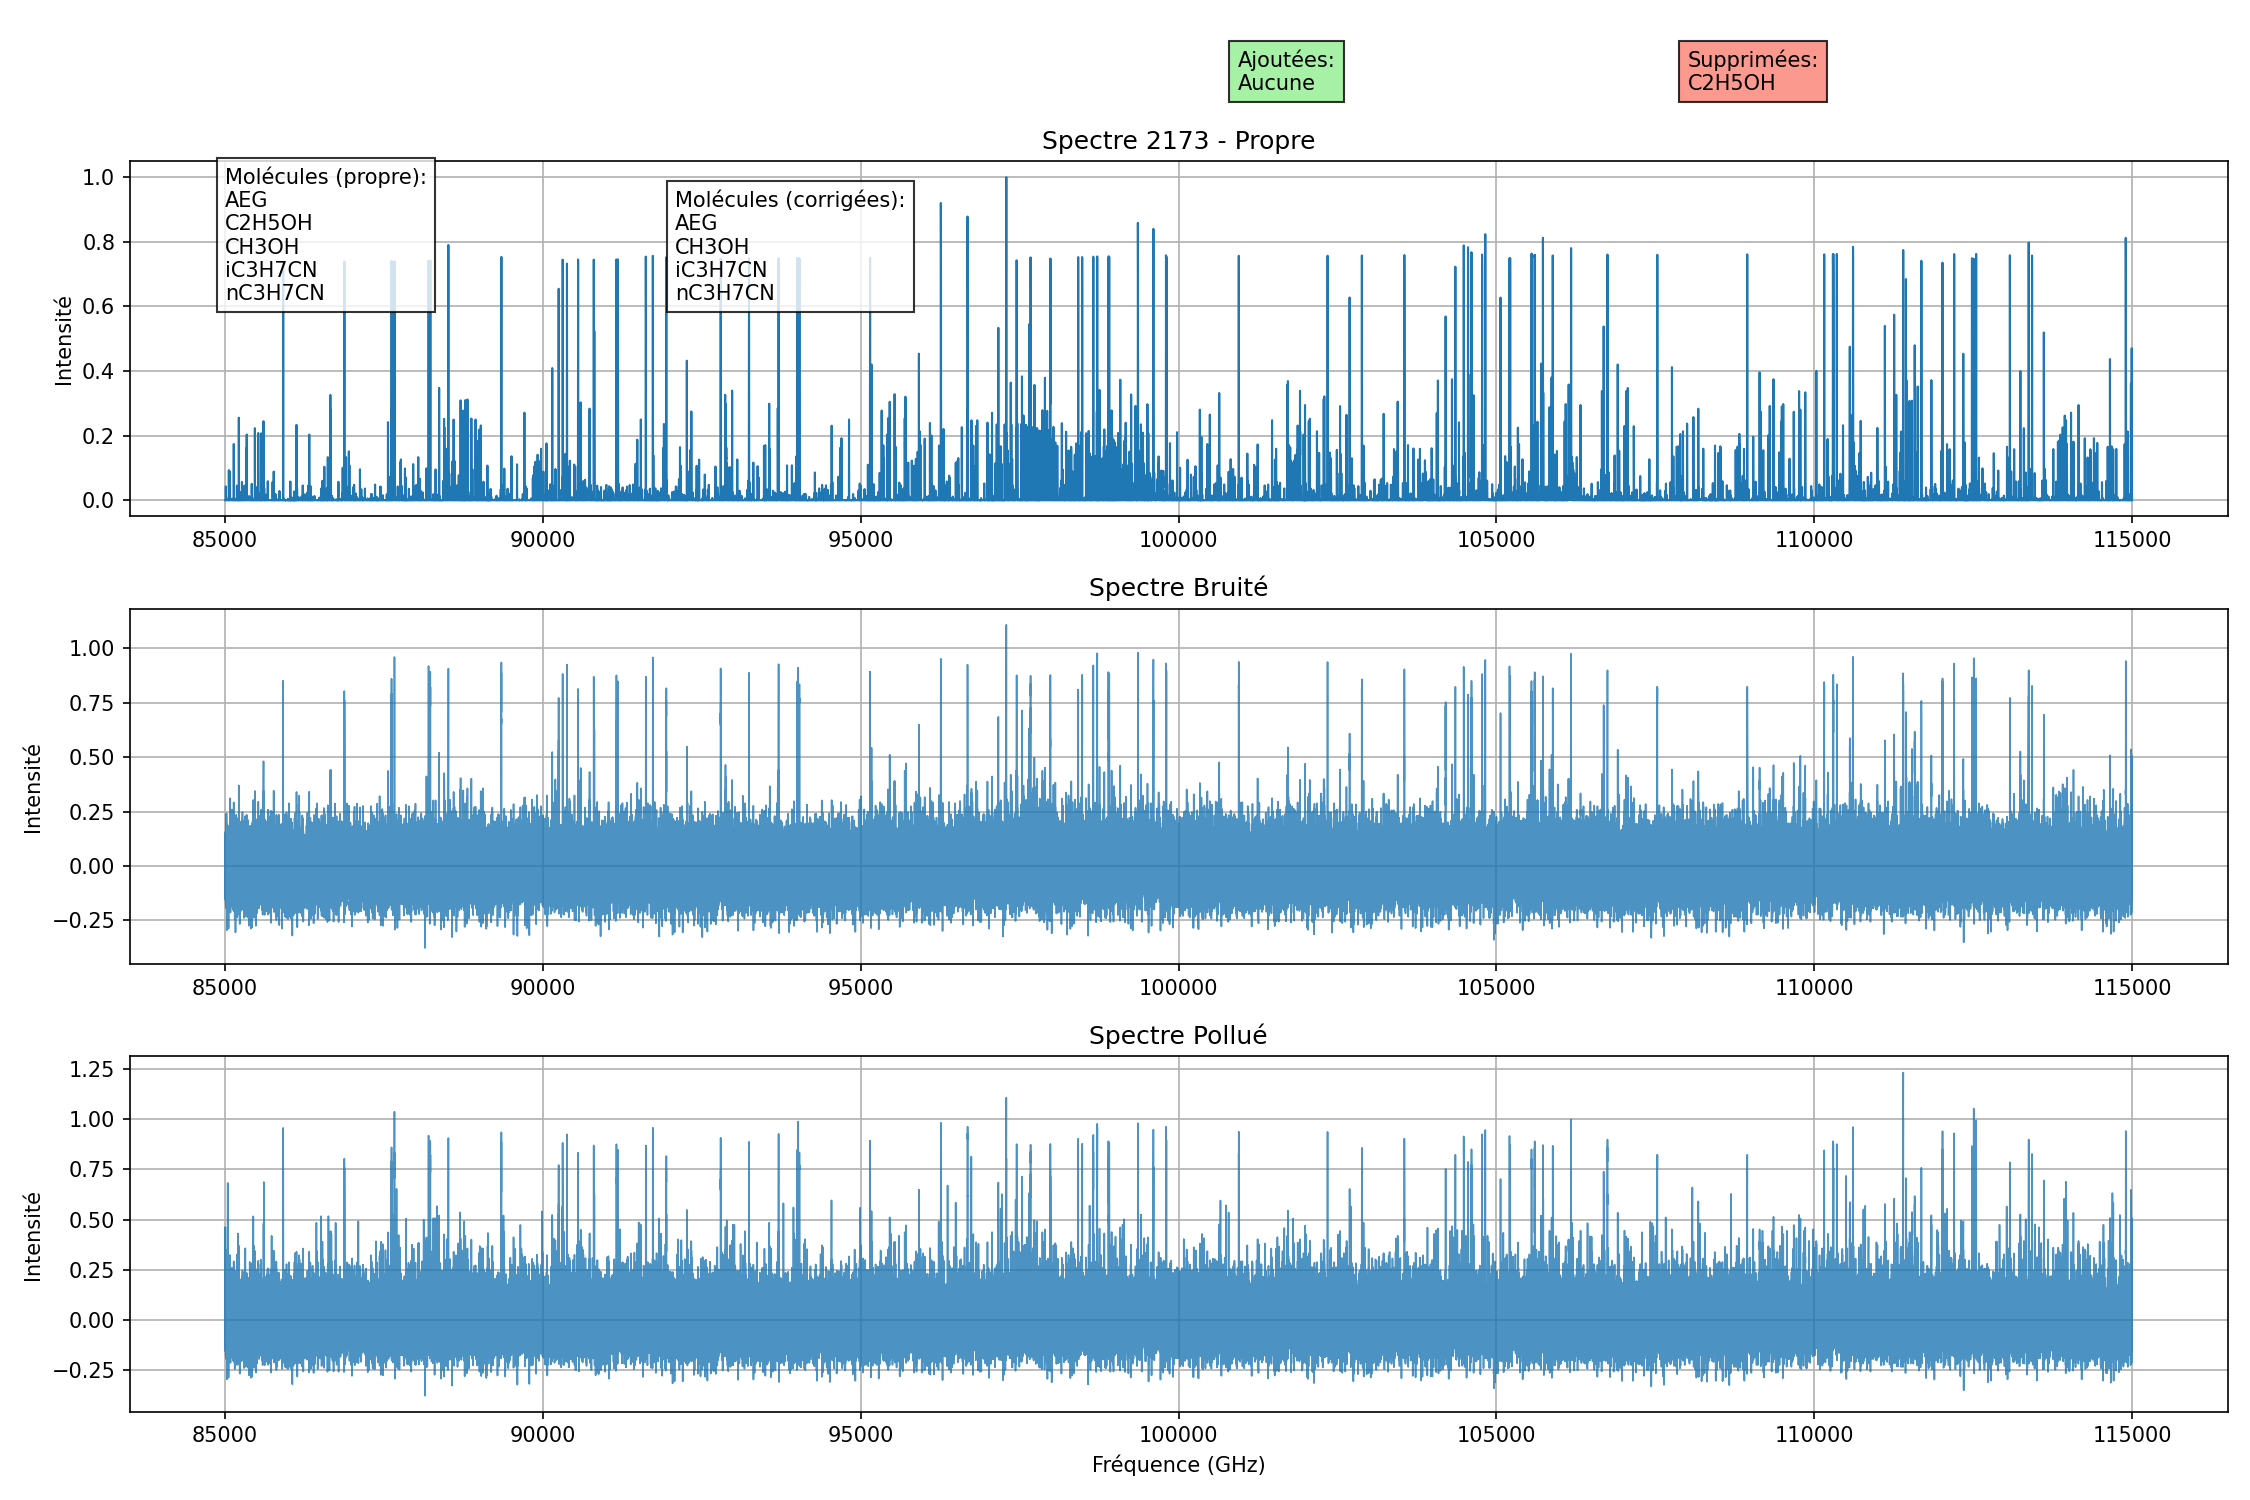 Ajoutées:
Aucune
Supprimées:
C2H5OH
Spectre 2173 - Propre
Molécules (propre):
AEG
C2H5OH
CH3OH
iC3H7CN
nC3H7CN
Molécules (corrigées):
AEG
CH3OH
iC3H7CN
nC3H7CN
Intensité
1.0
0.8
0.6
0.4
0.2
0.0
85000 90000 95000 100000 105000 110000 115000
Spectre Bruité
Intensité
1.00
0.75
0.50
0.25
0.00
−0.25
85000 90000 95000 100000 105000 110000 115000
Spectre Pollué
Intensité
1.25
1.00
0.75
0.50
0.25
0.00
−0.25
85000 90000 95000 100000 105000 110000 115000
Fréquence (GHz)